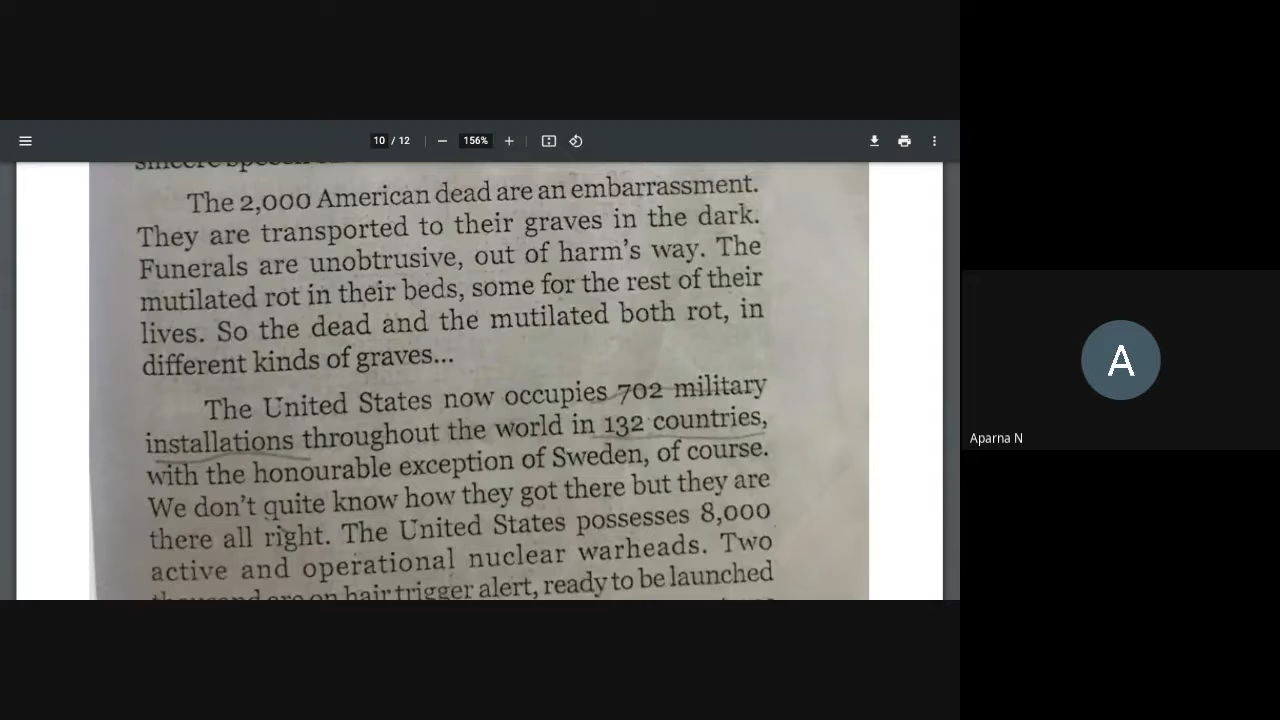 10 / 12
156%
The 2,000 American dead are an embarrassment.
They are transported to their graves in the dark.
Funerals are unobtrusive, out of harm's way. The
mutilated rot in their beds, some for the rest of their
lives. So the dead and the mutilated both rot, in
different kinds of graves...
The United States now occupies 702 military
installations throughout the world in 132 countries,
with the honourable exception of Sweden, of course.
We don't quite know how they got there but they are
there all right. The United States possesses 8,000
active and operational nuclear warheads. Two
thousand are on hair trigger alert, ready to be launched
A
Aparna N